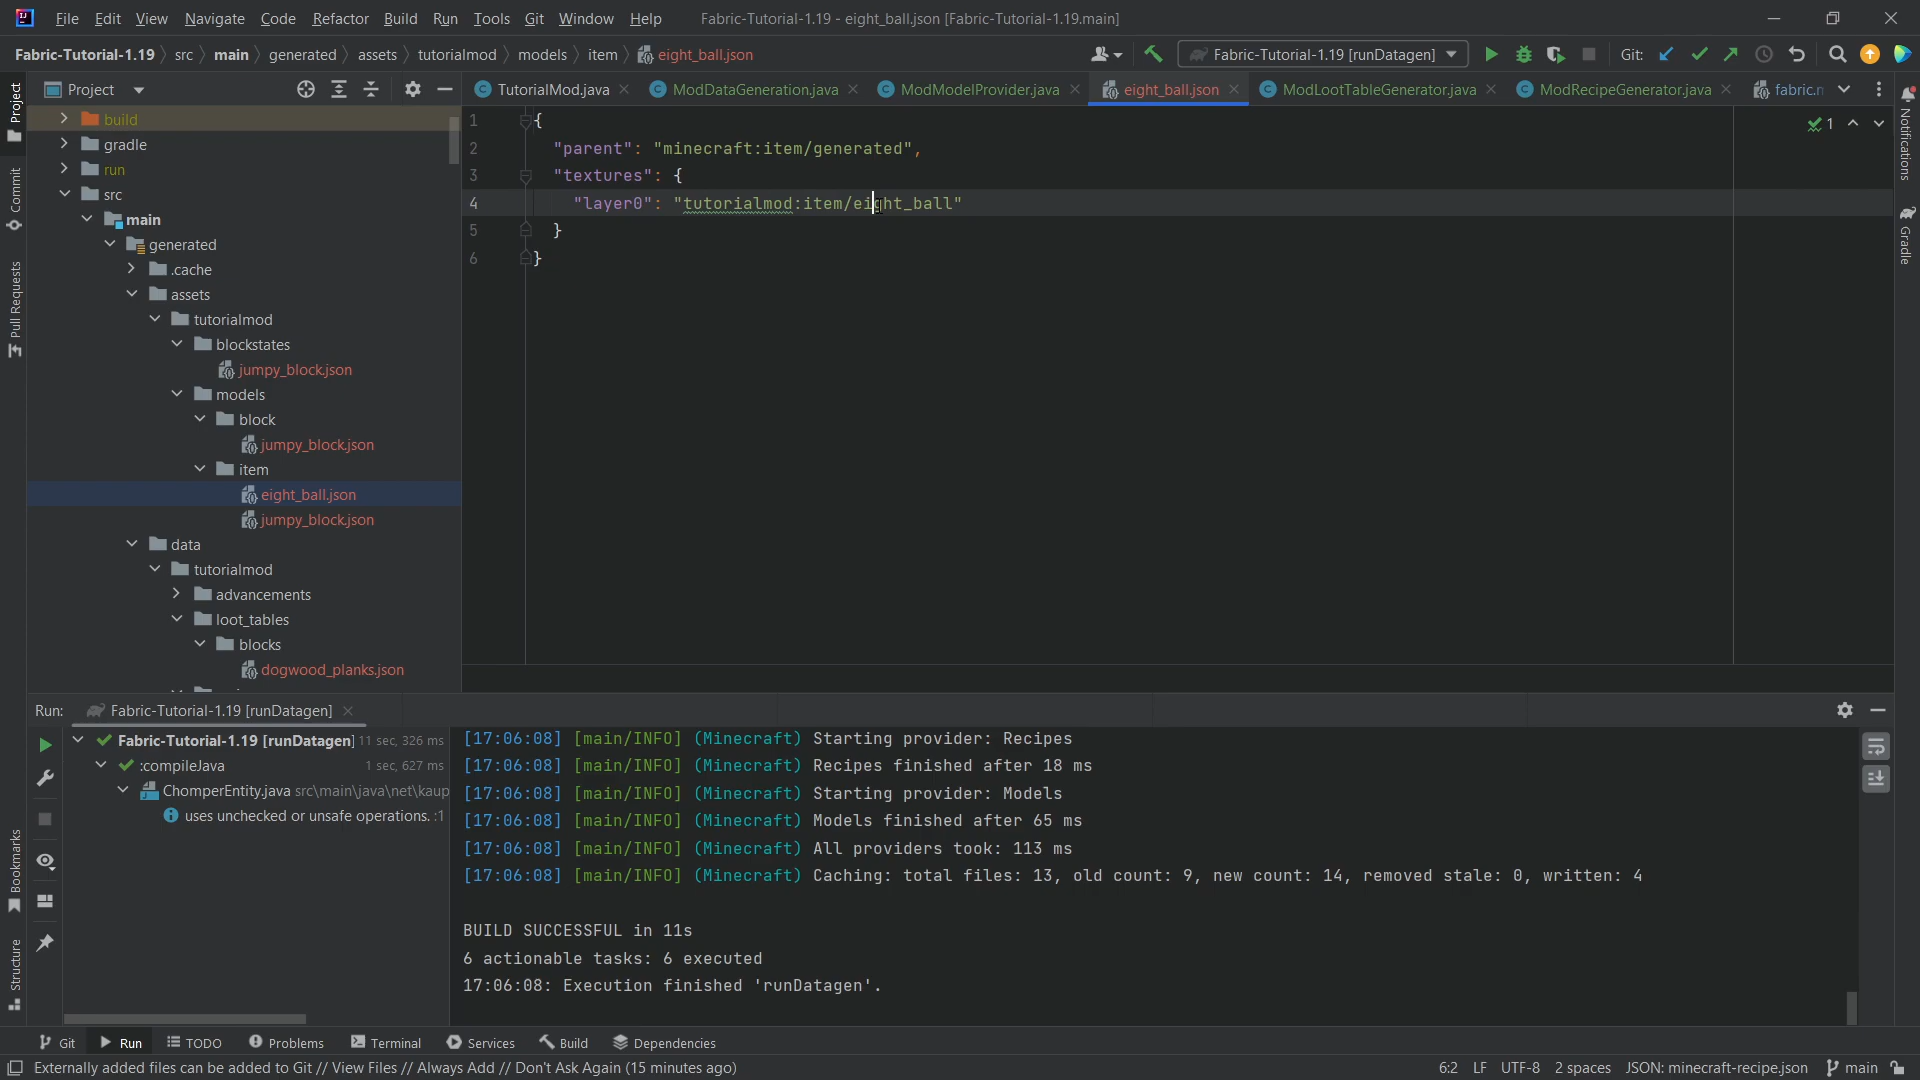 File Edit View Navigate Code Refactor Build Run Tools Git Window Help Fabric-Tutorial-1.19 - eight_ball.json [Fabric-Tutorial-1.19.main]
Fabric-Tutorial-1.19 src main generated assets tutorialmod models item eight_ball.json Fabric-Tutorial-1.19 [runDatagen] Git:
Project TutorialMod.java ModDataGeneration.java ModModelProvider.java eight_ball.json ModLootTableGenerator.java ModRecipeGenerator.java fabric.
Project
Commit
Pull Requests
Bookmarks
Structure
Notifications
Gradle
build
gradle
run
src
main
generated
.cache
assets
tutorialmod
blockstates
jumpy_block.json
models
block
jumpy_block.json
item
eight_ball.json
jumpy_block.json
data
tutorialmod
advancements
loot_tables
blocks
dogwood_planks.json
1 {
2 "parent": "minecraft:item/generated",
3 "textures": {
4 "layer0": "tutorialmod:item/eight_ball"
5 }
6 }
1
Run: Fabric-Tutorial-1.19 [runDatagen]
Fabric-Tutorial-1.19 [runDatagen] 11 sec, 326 ms
:compileJava 1 sec, 627 ms
ChomperEntity.java src\main\java\net\kaup
uses unchecked or unsafe operations. :1
[17:06:08] [main/INFO] (Minecraft) Starting provider: Recipes
[17:06:08] [main/INFO] (Minecraft) Recipes finished after 18 ms
[17:06:08] [main/INFO] (Minecraft) Starting provider: Models
[17:06:08] [main/INFO] (Minecraft) Models finished after 65 ms
[17:06:08] [main/INFO] (Minecraft) All providers took: 113 ms
[17:06:08] [main/INFO] (Minecraft) Caching: total files: 13, old count: 9, new count: 14, removed stale: 0, written: 4
BUILD SUCCESSFUL in 11s
6 actionable tasks: 6 executed
17:06:08: Execution finished 'runDatagen'.
Git Run TODO Problems Terminal Services Build Dependencies
Externally added files can be added to Git // View Files // Always Add // Don't Ask Again (15 minutes ago) 6:2 LF UTF-8 2 spaces JSON: minecraft-recipe.json main